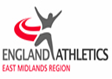 ENGLAND ATHLETICS
EAST MIDLANDS REGION